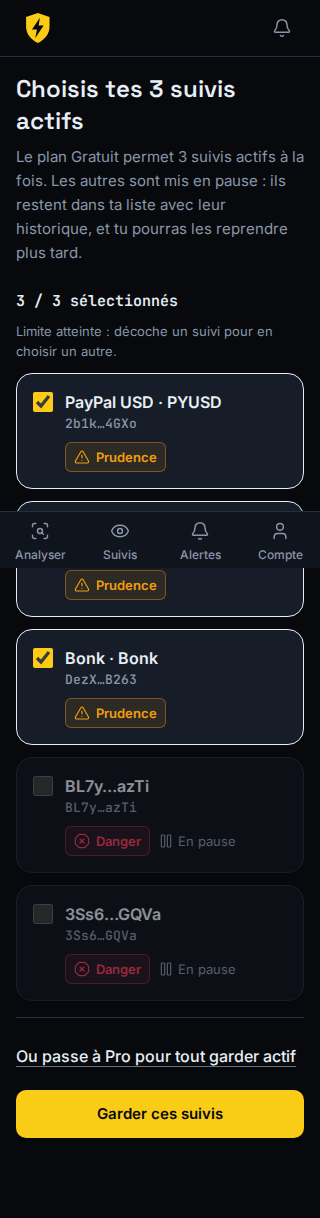 Choisis tes 3 suivis
actifs
Le plan Gratuit permet 3 suivis actifs à la
fois. Les autres sont mis en pause : ils
restent dans ta liste avec leur
historique, et tu pourras les reprendre
plus tard.
3 / 3 sélectionnés
Limite atteinte : décoche un suivi pour en
choisir un autre.
PayPal USD · PYUSD
2b1k…4GXo
Prudence
Analyser Suivis Alertes Compte
Prudence
Bonk · Bonk
DezX…B263
Prudence
BL7y…azTi
BL7y…azTi
Danger En pause
3Ss6…GQVa
3Ss6…GQVa
Danger En pause
Ou passe à Pro pour tout garder actif
Garder ces suivis